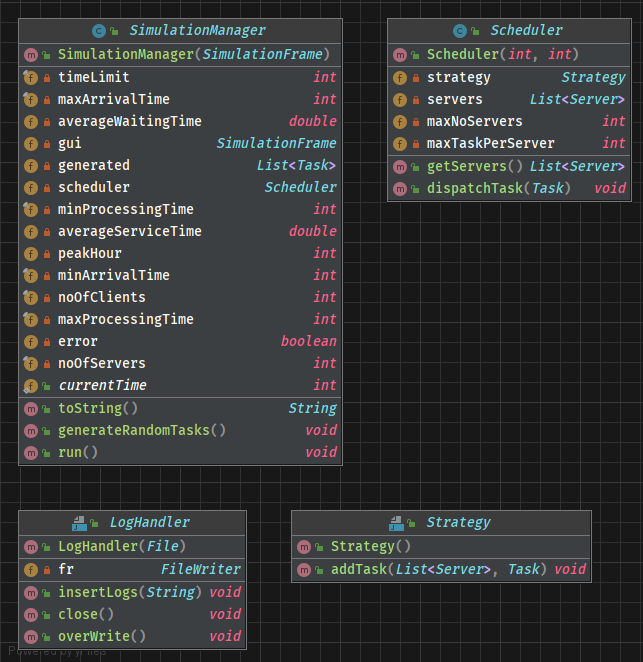 SimulationManager
SimulationManager(SimulationFrame)
timeLimit int
maxArrivalTime int
averageWaitingTime double
gui SimulationFrame
generated List<Task>
scheduler Scheduler
minProcessingTime int
averageServiceTime double
peakHour int
minArrivalTime int
noOfClients int
maxProcessingTime int
error boolean
noOfServers int
currentTime int
toString() String
generateRandomTasks() void
run() void
Scheduler
Scheduler(int, int)
strategy Strategy
servers List<Server>
maxNoServers int
maxTaskPerServer int
getServers() List<Server>
dispatchTask(Task) void
LogHandler
LogHandler(File)
fr FileWriter
insertLogs(String) void
close() void
overWrite() void
Strategy
Strategy()
addTask(List<Server>, Task) void
Powered by yFiles